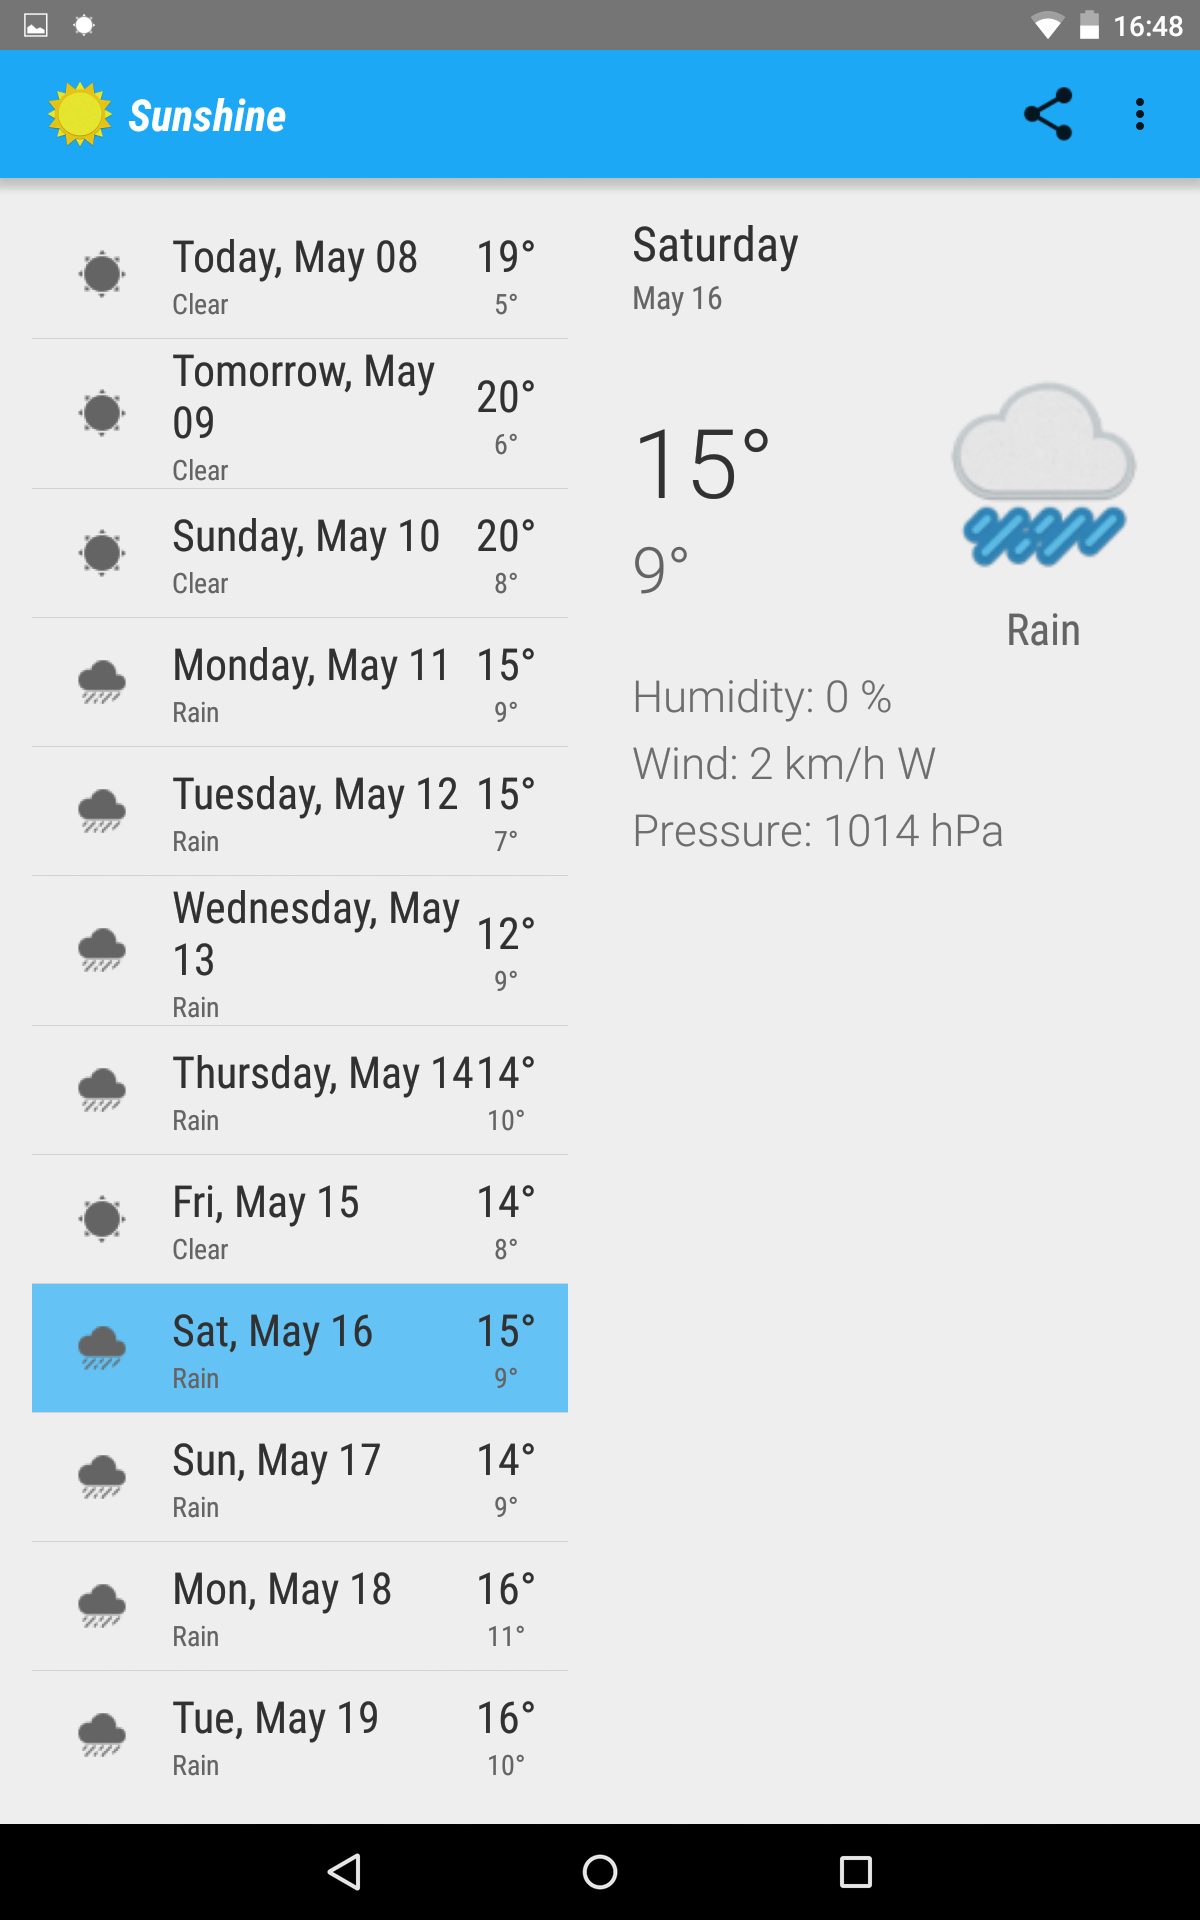 16:48
Sunshine
Today, May 08 19°
Clear 5°
Tomorrow, May
09 20°
Clear 6°
Sunday, May 10 20°
Clear 8°
Monday, May 11 15°
Rain 9°
Tuesday, May 12 15°
Rain 7°
Wednesday, May
13 12°
Rain 9°
Thursday, May 14 14°
Rain 10°
Fri, May 15 14°
Clear 8°
Sat, May 16 15°
Rain 9°
Sun, May 17 14°
Rain 9°
Mon, May 18 16°
Rain 11°
Tue, May 19 16°
Rain 10°
Saturday
May 16
15°
9°
Rain
Humidity: 0 %
Wind: 2 km/h W
Pressure: 1014 hPa